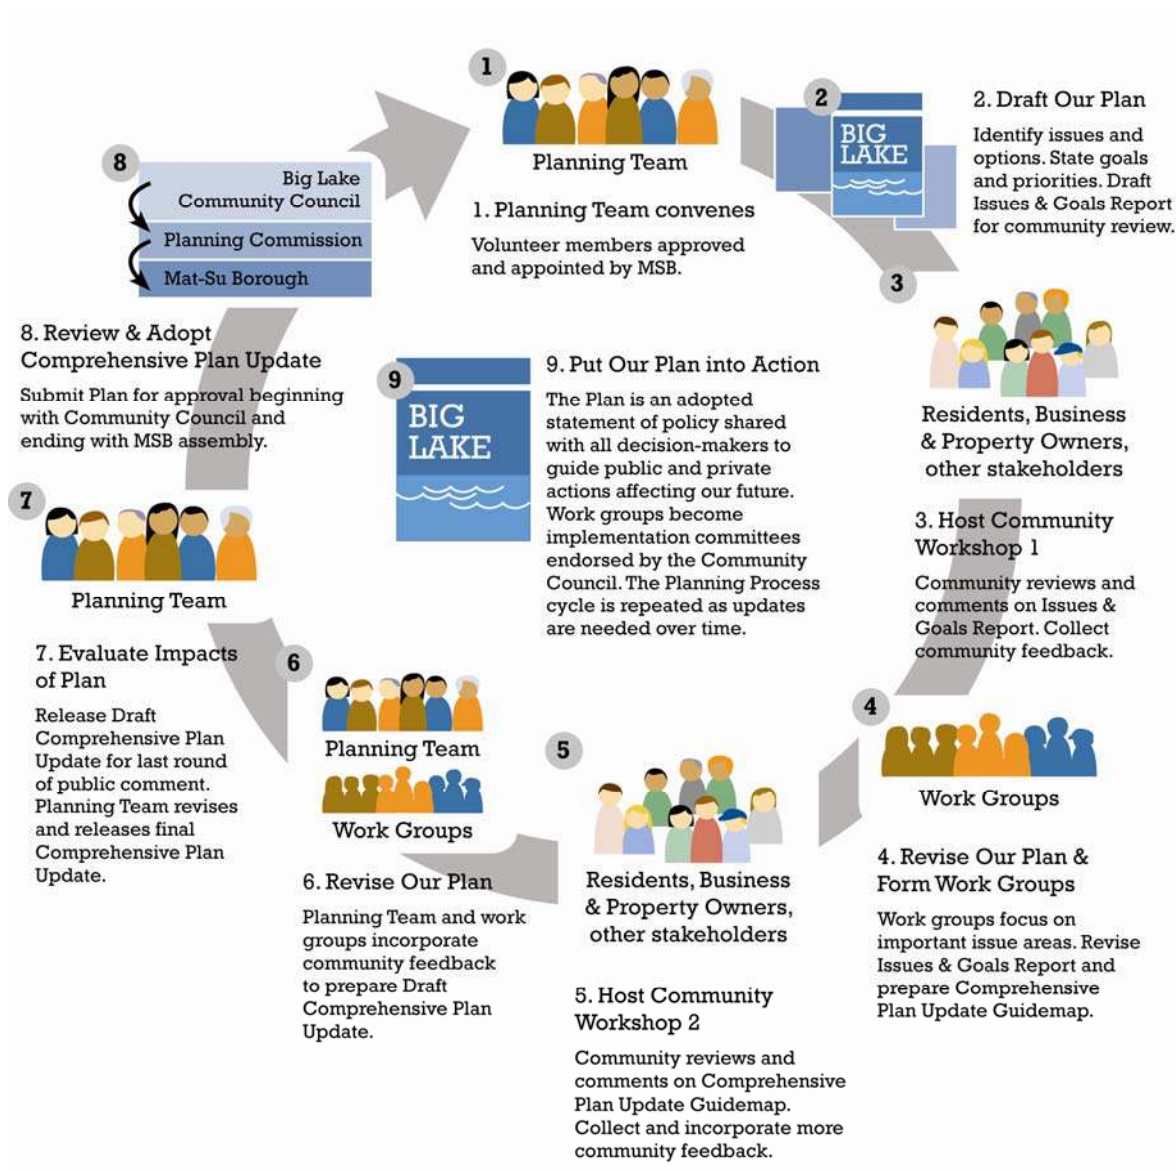 1
Planning Team
1. Planning Team convenes
Volunteer members approved
and appointed by MSB.
2
BIG
LAKE
2. Draft Our Plan
Identify issues and
options. State goals
and priorities. Draft
Issues & Goals Report
for community review.
3
Residents, Business
& Property Owners,
other stakeholders
3. Host Community
Workshop 1
Community reviews and
comments on Issues &
Goals Report. Collect
community feedback.
4
Work Groups
4. Revise Our Plan &
Form Work Groups
Work groups focus on
important issue areas. Revise
Issues & Goals Report and
prepare Comprehensive
Plan Update Guidemap.
5
Residents, Business
& Property Owners,
other stakeholders
5. Host Community
Workshop 2
Community reviews and
comments on Comprehensive
Plan Update Guidemap.
Collect and incorporate more
community feedback.
6
Planning Team
Work Groups
6. Revise Our Plan
Planning Team and work
groups incorporate
community feedback
to prepare Draft
Comprehensive Plan
Update.
7
Planning Team
7. Evaluate Impacts
of Plan
Release Draft
Comprehensive Plan
Update for last round
of public comment.
Planning Team revises
and releases final
Comprehensive Plan
Update.
8
Big Lake
Community Council
Planning Commission
Mat-Su Borough
8. Review & Adopt
Comprehensive Plan Update
Submit Plan for approval beginning
with Community Council and
ending with MSB assembly.
9
BIG
LAKE
9. Put Our Plan into Action
The Plan is an adopted
statement of policy shared
with all decision-makers to
guide public and private
actions affecting our future.
Work groups become
implementation committees
endorsed by the Community
Council. The Planning Process
cycle is repeated as updates
are needed over time.